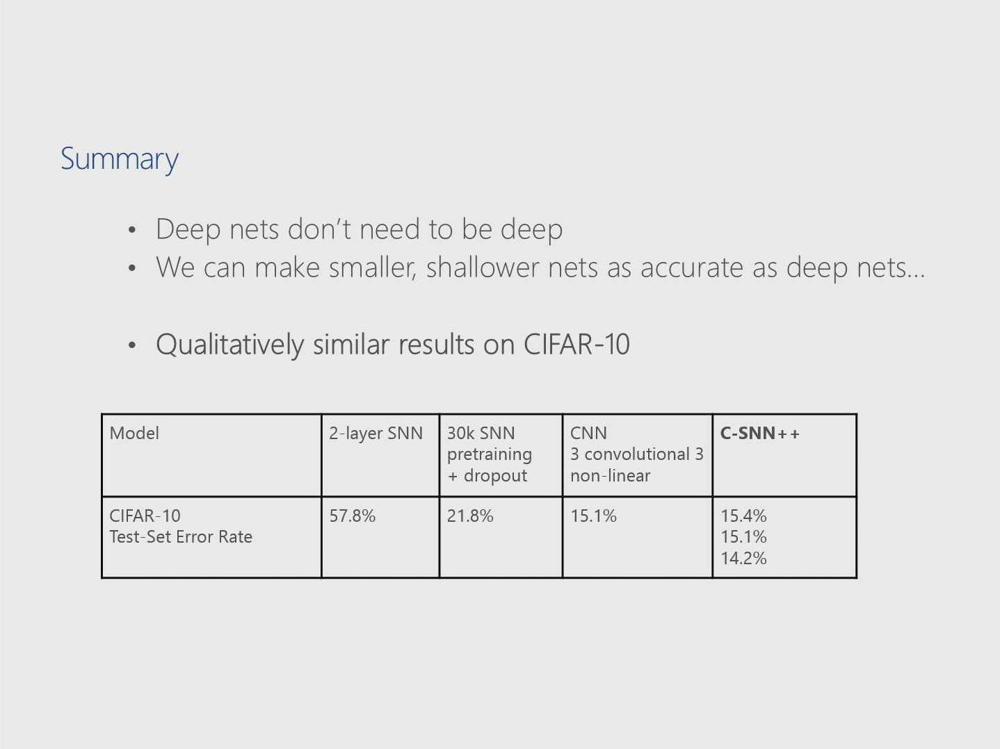 Summary
• Deep nets don’t need to be deep
• We can make smaller, shallower nets as accurate as deep nets…
• Qualitatively similar results on CIFAR-10
Model
2-layer SNN
30k SNN
pretraining
+ dropout
CNN
3 convolutional 3
non-linear
C-SNN++
CIFAR-10
Test-Set Error Rate
57.8%
21.8%
15.1%
15.4%
15.1%
14.2%